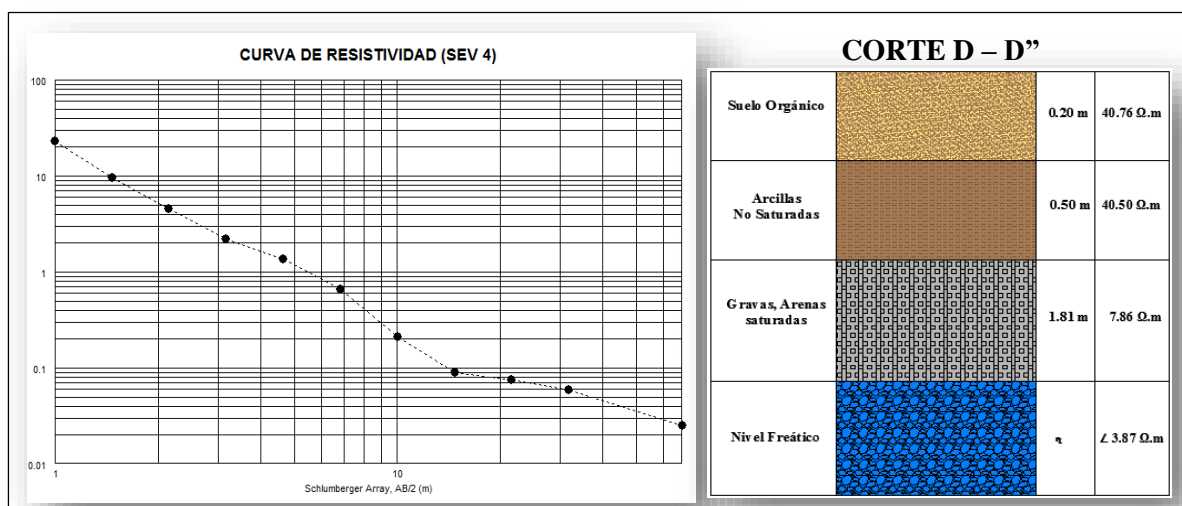 CURVA DE RESISTIVIDAD (SEV 4)
100
10
1
0.1
0.01
1
10
Schlumberger Array, AB/2 (m)
CORTE D – D”
Suelo Orgánico
0.20 m
40.76 Ω.m
Arcillas
No Saturadas
0.50 m
40.50 Ω.m
Gravas, Arenas
saturadas
1.81 m
7.86 Ω.m
Nivel Freático
∠ 3.87 Ω.m